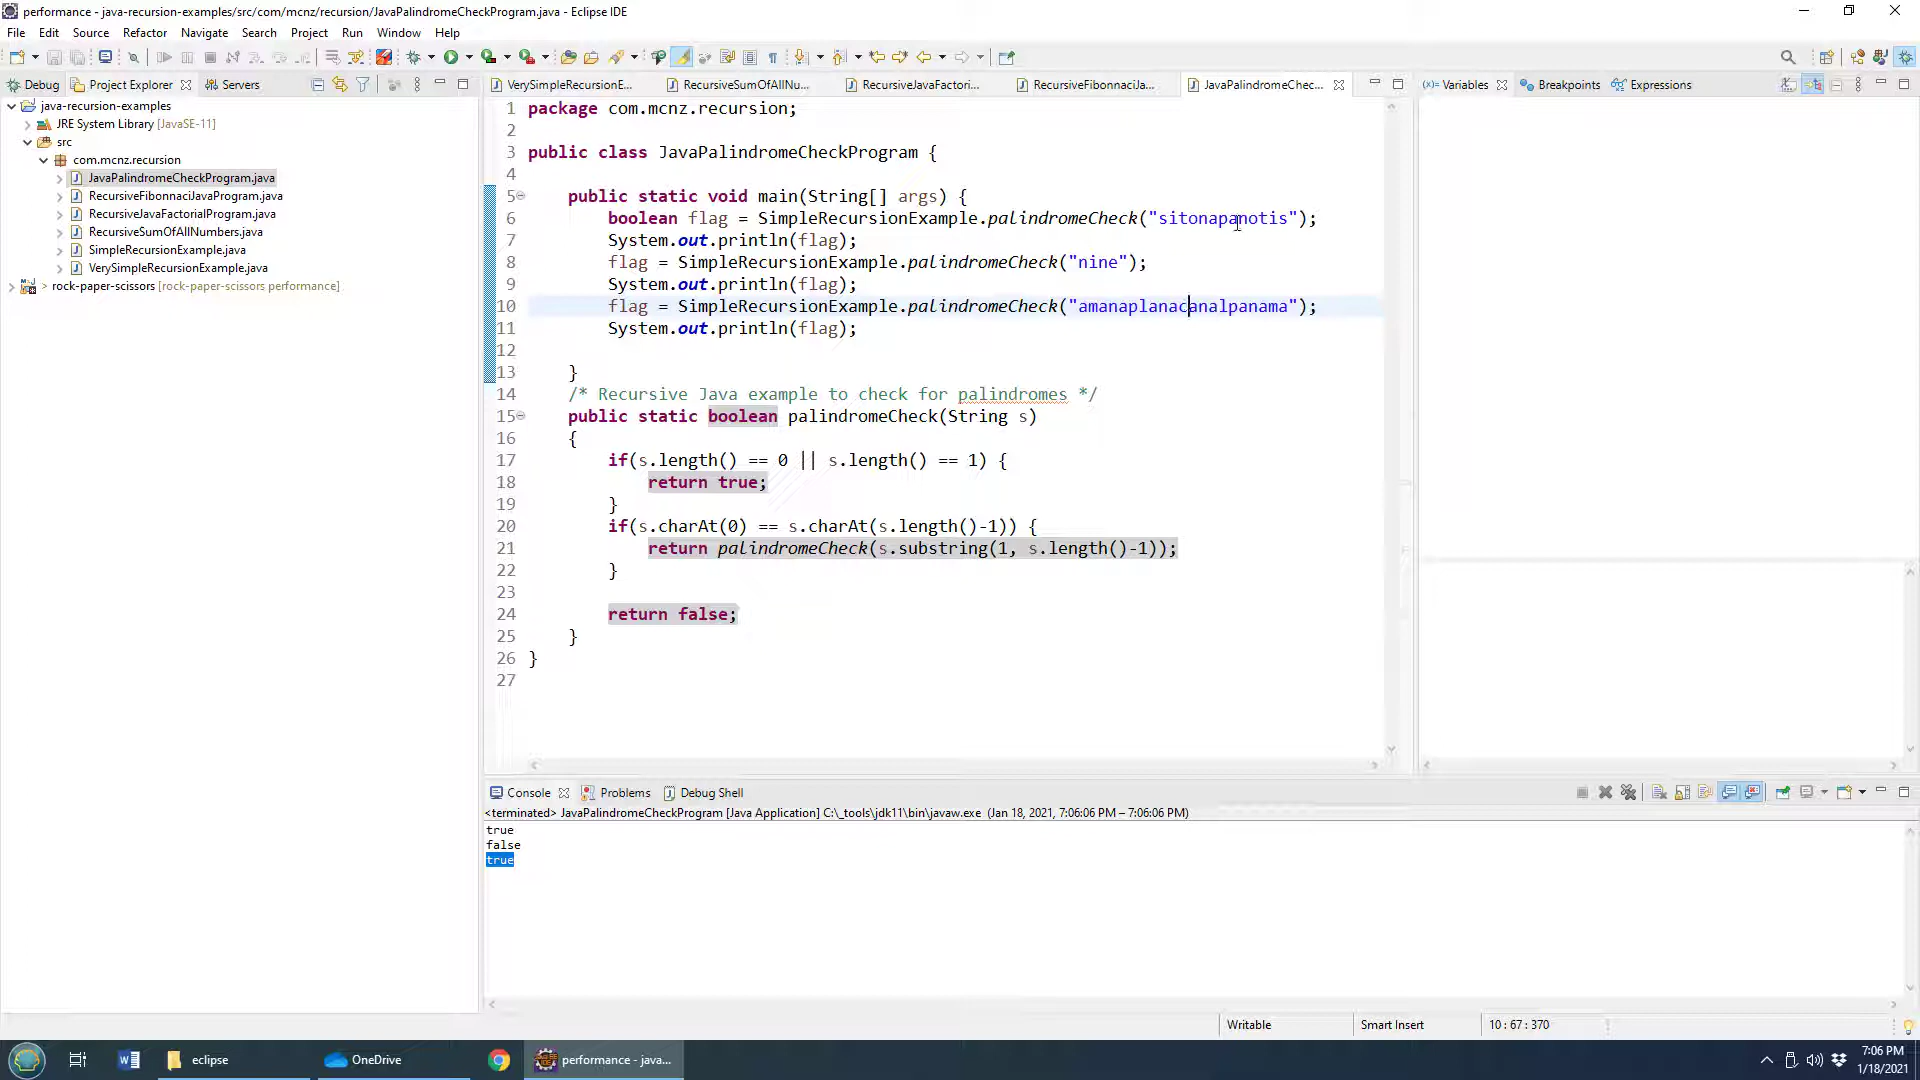 performance - java-recursion-examples/src/com/mcnz/recursion/JavaPalindromeCheckProgram.java - Eclipse IDE
File Edit Source Refactor Navigate Search Project Run Window Help
Debug Project Explorer Servers
VerySimpleRecursionE... RecursiveSumOfAllNu... RecursiveJavaFactori... RecursiveFibonnaciJa... JavaPalindromeChec...
(x)= Variables Breakpoints Expressions
java-recursion-examples
JRE System Library [JavaSE-11]
src
com.mcnz.recursion
JavaPalindromeCheckProgram.java
RecursiveFibonnaciJavaProgram.java
RecursiveJavaFactorialProgram.java
RecursiveSumOfAllNumbers.java
SimpleRecursionExample.java
VerySimpleRecursionExample.java
> rock-paper-scissors [rock-paper-scissors performance]
1 package com.mcnz.recursion;
2
3 public class JavaPalindromeCheckProgram {
4
5 public static void main(String[] args) {
6 boolean flag = SimpleRecursionExample.palindromeCheck("sitonapanotis");
7 System.out.println(flag);
8 flag = SimpleRecursionExample.palindromeCheck("nine");
9 System.out.println(flag);
10 flag = SimpleRecursionExample.palindromeCheck("amanaplanacanalpanama");
11 System.out.println(flag);
12
13 }
14 /* Recursive Java example to check for palindromes */
15 public static boolean palindromeCheck(String s)
16 {
17 if(s.length() == 0 || s.length() == 1) {
18 return true;
19 }
20 if(s.charAt(0) == s.charAt(s.length()-1)) {
21 return palindromeCheck(s.substring(1, s.length()-1));
22 }
23
24 return false;
25 }
26 }
27
Console Problems Debug Shell
<terminated> JavaPalindromeCheckProgram [Java Application] C:\_tools\jdk11\bin\javaw.exe (Jan 18, 2021, 7:06:06 PM – 7:06:06 PM)
true
false
true
Writable Smart Insert 10 : 67 : 370
eclipse OneDrive performance - java... 7:06 PM
1/18/2021